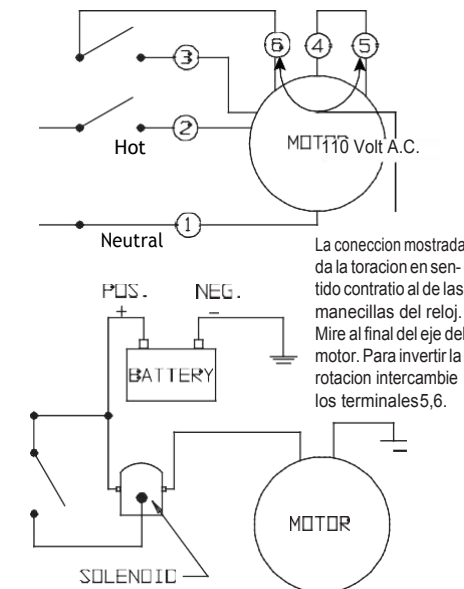 6 4 5
3
2
Hot
MOTOR
110 Volt A.C.
1
Neutral
La coneccion mostrada
da la toracion en sen-
tido contratio al de las
manecillas del reloj.
Mire al final del eje del
motor. Para invertir la
rotacion intercambie
los terminales5,6.
POS. NEG.
+ -
BATTERY
MOTOR
SOLENOID